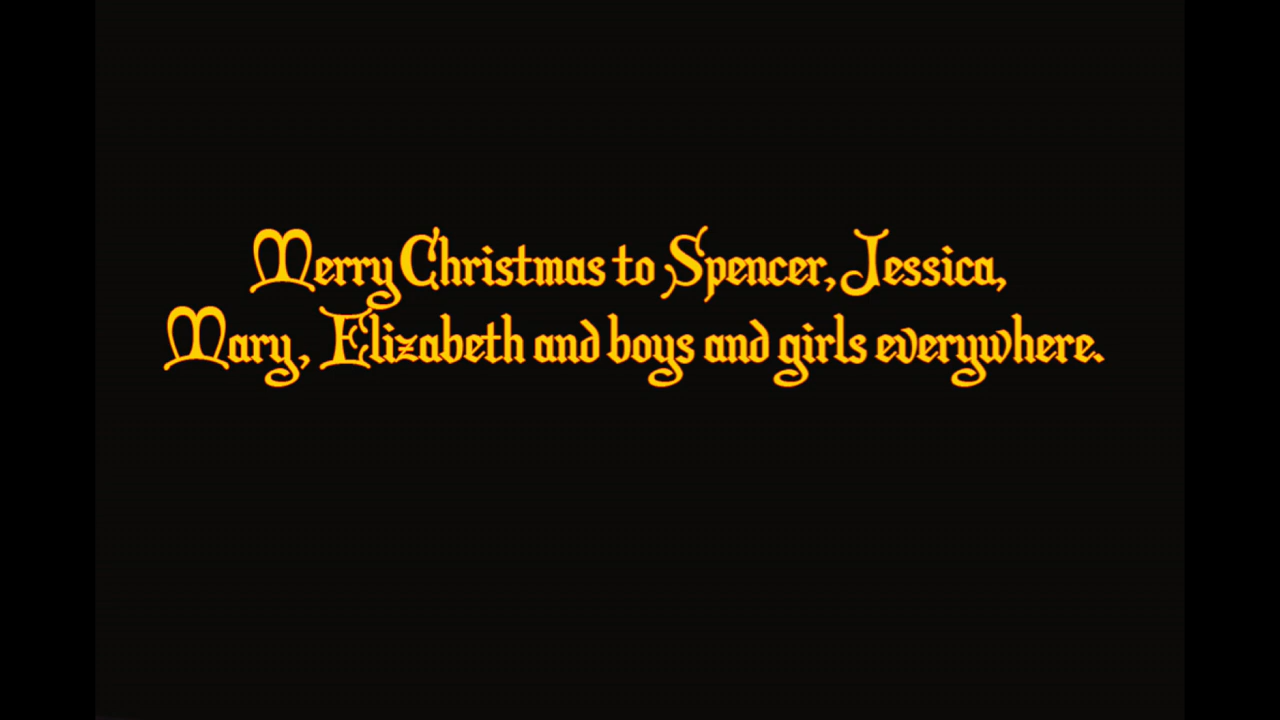 Merry Christmas to Spencer, Jessica,
Mary, Elizabeth and boys and girls everywhere.